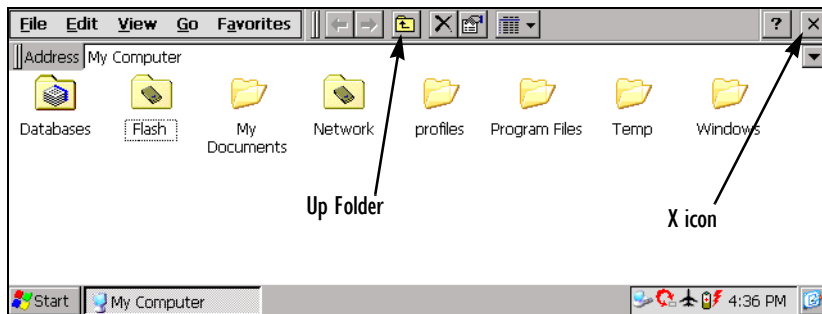 File Edit View Go Favorites ? ×
Address My Computer
Databases Flash My Documents Network profiles Program Files Temp Windows
Up Folder
X icon
Start My Computer 4:36 PM